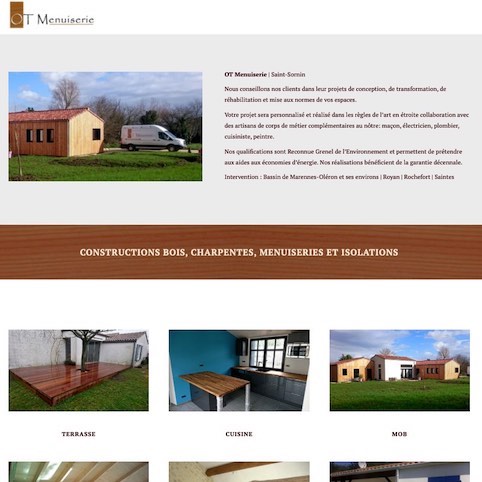 OT Menuiserie
OT Menuiserie | Saint-Sornin
Nous conseillons nos clients dans leur projets de conception, de transformation, de
réhabilitation et mise aux normes de vos espaces.
Votre projet sera personnalisé et réalisé dans les règles de l'art en étroite collaboration avec
des artisans de corps de métier complémentaires au nôtre: maçon, électricien, plombier,
cuisiniste, peintre.
Nos qualifications sont Reconnue Grenel de l'Environnement et permettent de prétendre
aux aides aux économies d'énergie. Nos réalisations bénéficient de la garantie décennale.
Intervention : Bassin de Marennes-Oléron et ses environs | Royan | Rochefort | Saintes
CONSTRUCTIONS BOIS, CHARPENTES, MENUISERIES ET ISOLATIONS
TERRASSE
CUISINE
MOB